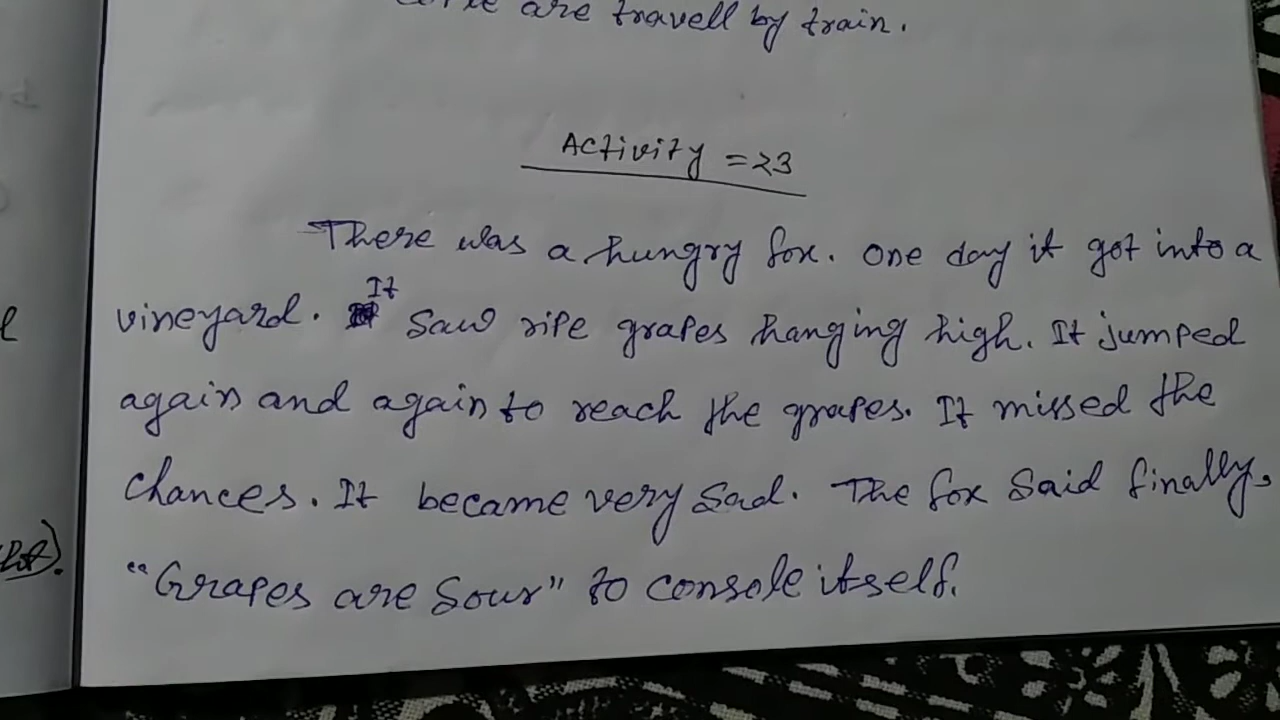 are travell by train.
Activity = 23
There was a hungry fox. One day it got into a
vineyard. It saw ripe grapes hanging high. It jumped
again and again to reach the grapes. It missed the
chances. It became very sad. The fox said finally,
"Grapes are sour" to console itself.